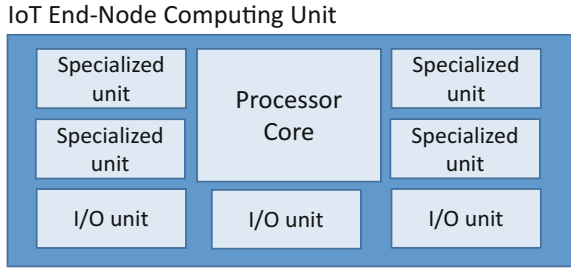 IoT End-Node Computing Unit
Specialized
unit
Processor
Core
Specialized
unit
Specialized
unit
Specialized
unit
I/O unit
I/O unit
I/O unit